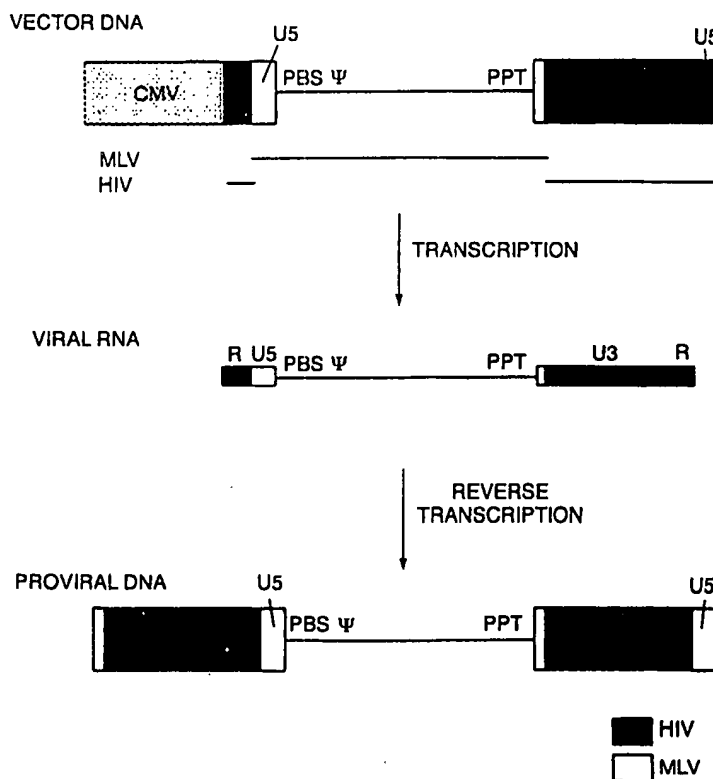 VECTOR DNA
U5
U5
CMV
PBS Ψ
PPT
MLV
HIV
TRANSCRIPTION
VIRAL RNA
R U5
PBS Ψ
PPT
U3
R
REVERSE
TRANSCRIPTION
PROVIRAL DNA
U5
U5
PBS Ψ
PPT
HIV
MLV